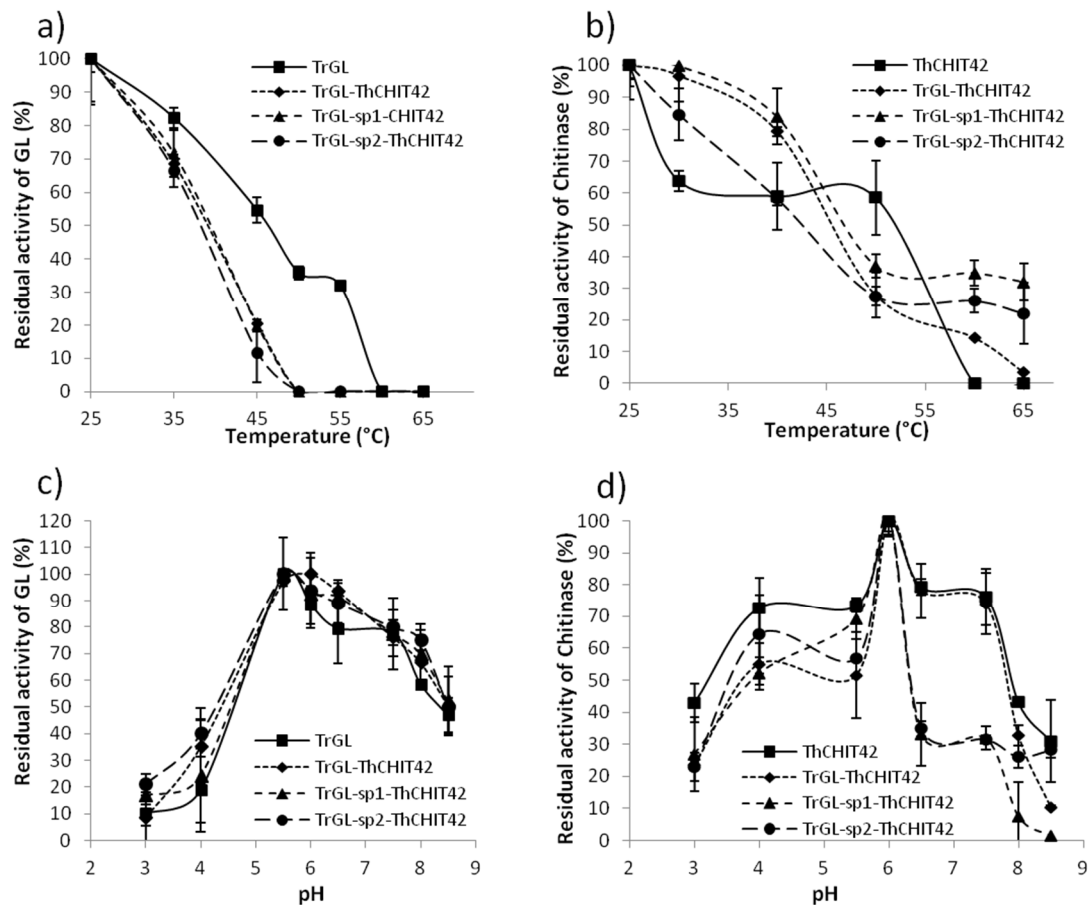 a)
Residual activity of GL (%)
100
90
80
70
60
50
40
30
20
10
0
25
35
45
55
65
Temperature (°C)
TrGL
TrGL-ThCHIT42
TrGL-sp1-CHIT42
TrGL-sp2-ThCHIT42
b)
Residual activity of Chitinase (%)
100
90
80
70
60
50
40
30
20
10
0
25
35
45
55
65
Temperature (°C)
ThCHIT42
TrGL-ThCHIT42
TrGL-sp1-ThCHIT42
TrGL-sp2-ThCHIT42
c)
Residual activity of GL (%)
120
110
100
90
80
70
60
50
40
30
20
10
0
2
3
4
5
6
7
8
9
pH
TrGL
TrGL-ThCHIT42
TrGL-sp1-ThCHIT42
TrGL-sp2-ThCHIT42
d)
Residual activity of Chitinase (%)
100
90
80
70
60
50
40
30
20
10
0
2
3
4
5
6
7
8
9
pH
ThCHIT42
TrGL-ThCHIT42
TrGL-sp1-ThCHIT42
TrGL-sp2-ThCHIT42